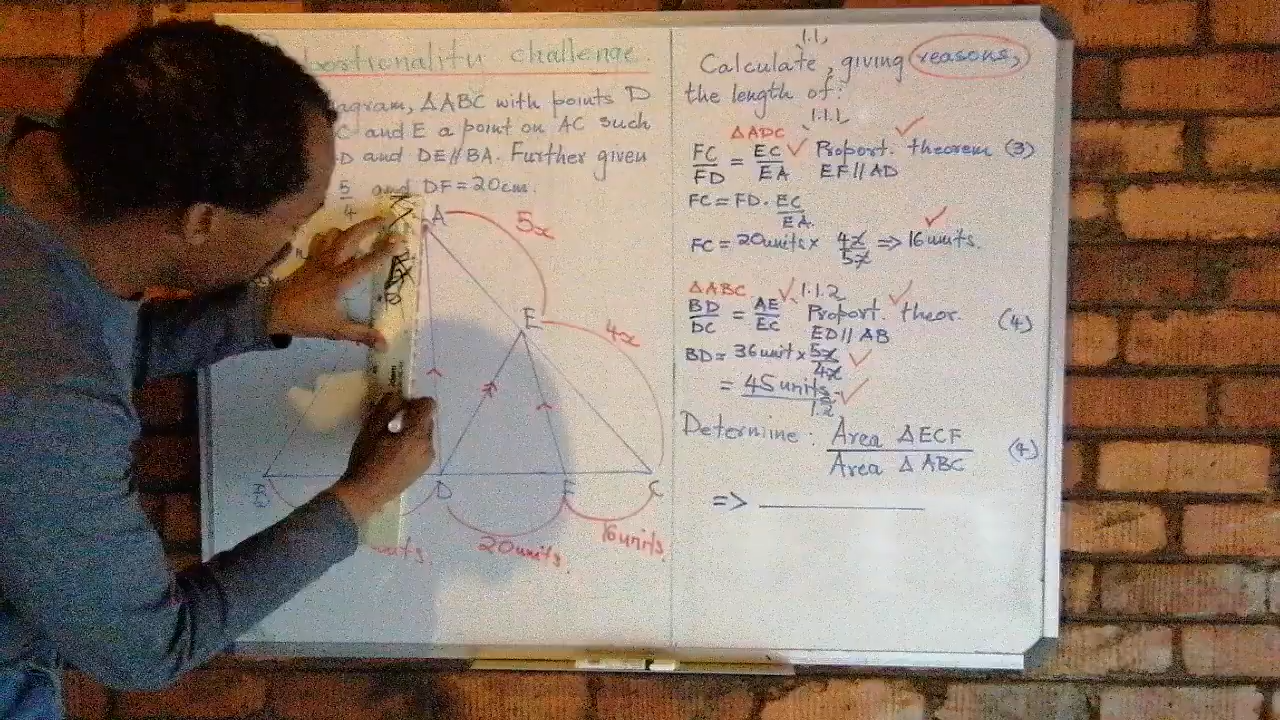 ortionality challenge.
agram, ΔABC with points D
C and E a point on AC such
D and DE//BA. Further given
5/4 and DF = 20cm.
A
5x
E
4x
D
F
C
units.
20units.
16units.
1.1,
Calculate, giving reasons,
the length of:
1.1.1,
ΔADC
FC/FD = EC/EA Proport. theorem (3)
EF//AD
FC = FD. EC/EA.
FC = 20units x 4x/5x => 16units.
ΔABC 1.1.2
BD/DC = AE/EC Proport. theor. (4)
ED//AB
BD = 36unit x 5x/4x
= 45units
1.2
Determine: Area ΔECF / Area ΔABC (4)
=>